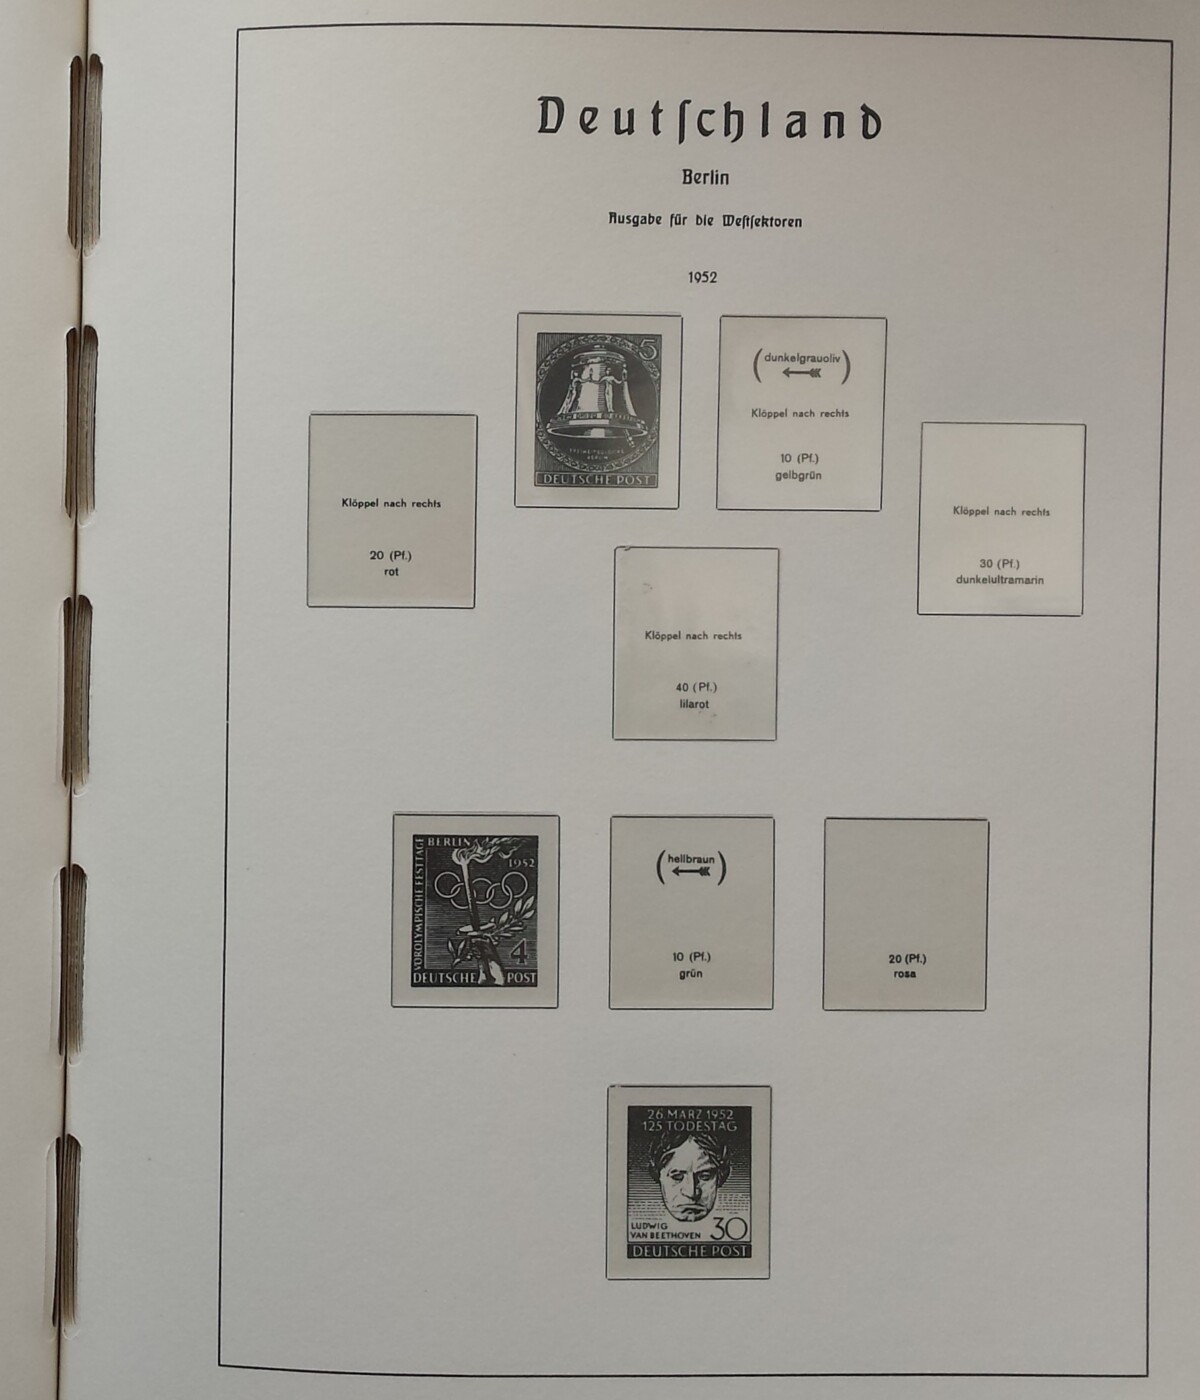 Deutſchland
Berlin
Ausgabe für die Weſtſektoren
1952
5
FREIHEITSGLOCKE
BERLIN
DEUTSCHE POST
(dunkelgrauoliv)
Klöppel nach rechts
10 (Pf.)
gelbgrün
Klöppel nach rechts
20 (Pf.)
rot
Klöppel nach rechts
30 (Pf.)
dunkelultramarin
Klöppel nach rechts
40 (Pf.)
lilarot
VOROLYMPISCHE FESTTAGE
BERLIN
1952
4
DEUTSCHE POST
(hellbraun)
10 (Pf.)
grün
20 (Pf.)
rosa
26. MÄRZ 1952
125 TODESTAG
LUDWIG
VAN BEETHOVEN 30
DEUTSCHE POST